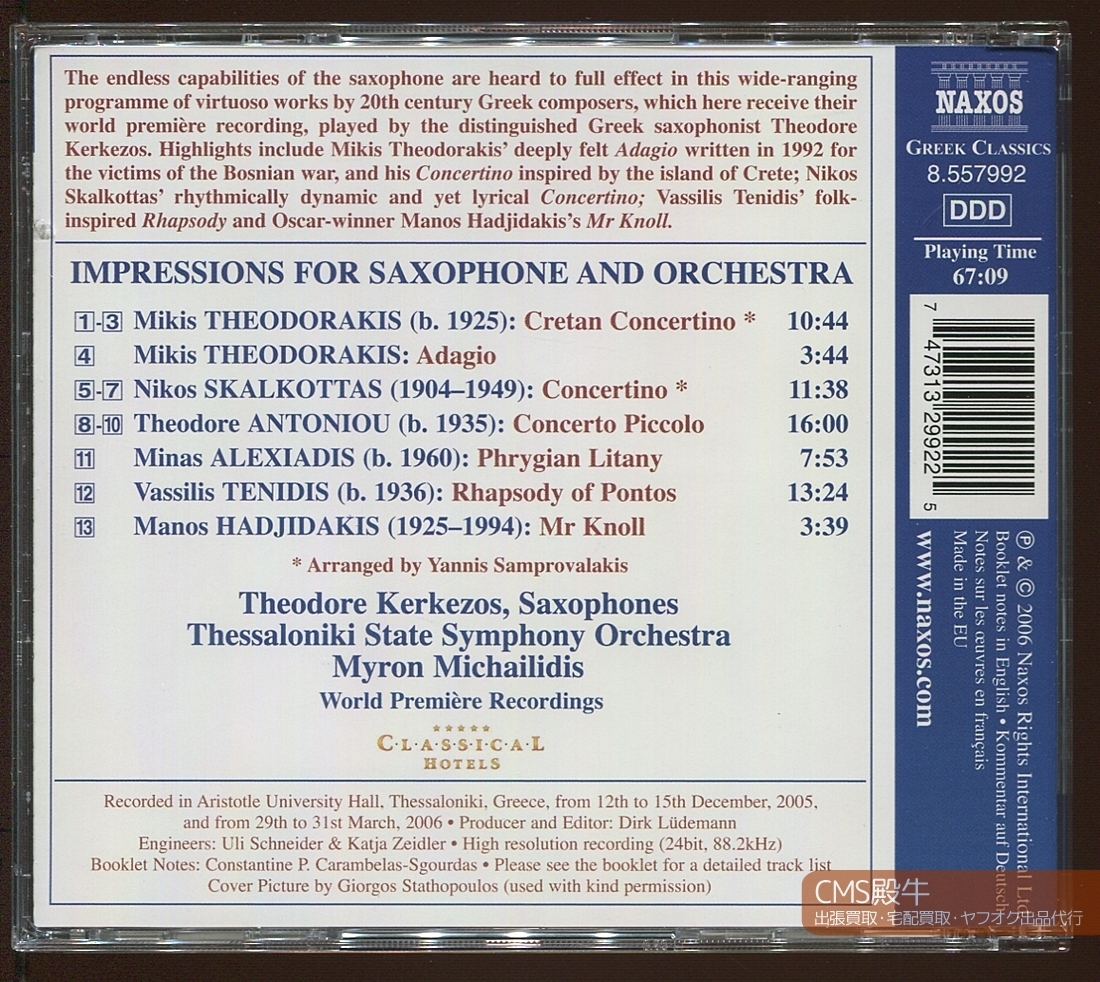 The endless capabilities of the saxophone are heard to full effect in this wide-ranging
programme of virtuoso works by 20th century Greek composers, which here receive their
world première recording, played by the distinguished Greek saxophonist Theodore
Kerkezos. Highlights include Mikis Theodorakis' deeply felt Adagio written in 1992 for
the victims of the Bosnian war, and his Concertino inspired by the island of Crete; Nikos
Skalkottas' rhythmically dynamic and yet lyrical Concertino; Vassilis Tenidis' folk-
inspired Rhapsody and Oscar-winner Manos Hadjidakis's Mr Knoll.
IMPRESSIONS FOR SAXOPHONE AND ORCHESTRA
1-3 Mikis THEODORAKIS (b. 1925): Cretan Concertino * 10:44
4 Mikis THEODORAKIS: Adagio 3:44
5-7 Nikos SKALKOTTAS (1904–1949): Concertino * 11:38
8-10 Theodore ANTONIOU (b. 1935): Concerto Piccolo 16:00
11 Minas ALEXIADIS (b. 1960): Phrygian Litany 7:53
12 Vassilis TENIDIS (b. 1936): Rhapsody of Pontos 13:24
13 Manos HADJIDAKIS (1925–1994): Mr Knoll 3:39
* Arranged by Yannis Samprovalakis
Theodore Kerkezos, Saxophones
Thessaloniki State Symphony Orchestra
Myron Michailidis
World Première Recordings
C·L·A·S·S·I·C·A·L
HOTELS
Recorded in Aristotle University Hall, Thessaloniki, Greece, from 12th to 15th December, 2005,
and from 29th to 31st March, 2006 • Producer and Editor: Dirk Lüdemann
Engineers: Uli Schneider & Katja Zeidler • High resolution recording (24bit, 88.2kHz)
Booklet Notes: Constantine P. Carambelas-Sgourdas • Please see the booklet for a detailed track list
Cover Picture by Giorgos Stathopoulos (used with kind permission)
NAXOS
GREEK CLASSICS
8.557992
DDD
Playing Time
67:09
7 47313 29922 5
℗ & © 2006 Naxos Rights International Ltd.
Booklet notes in English • Kommentar auf Deutsch
Notes sur les œuvres en français
Made in the EU
www.naxos.com
CMS殿牛
出張買取·宅配買取·ヤフオク出品代行